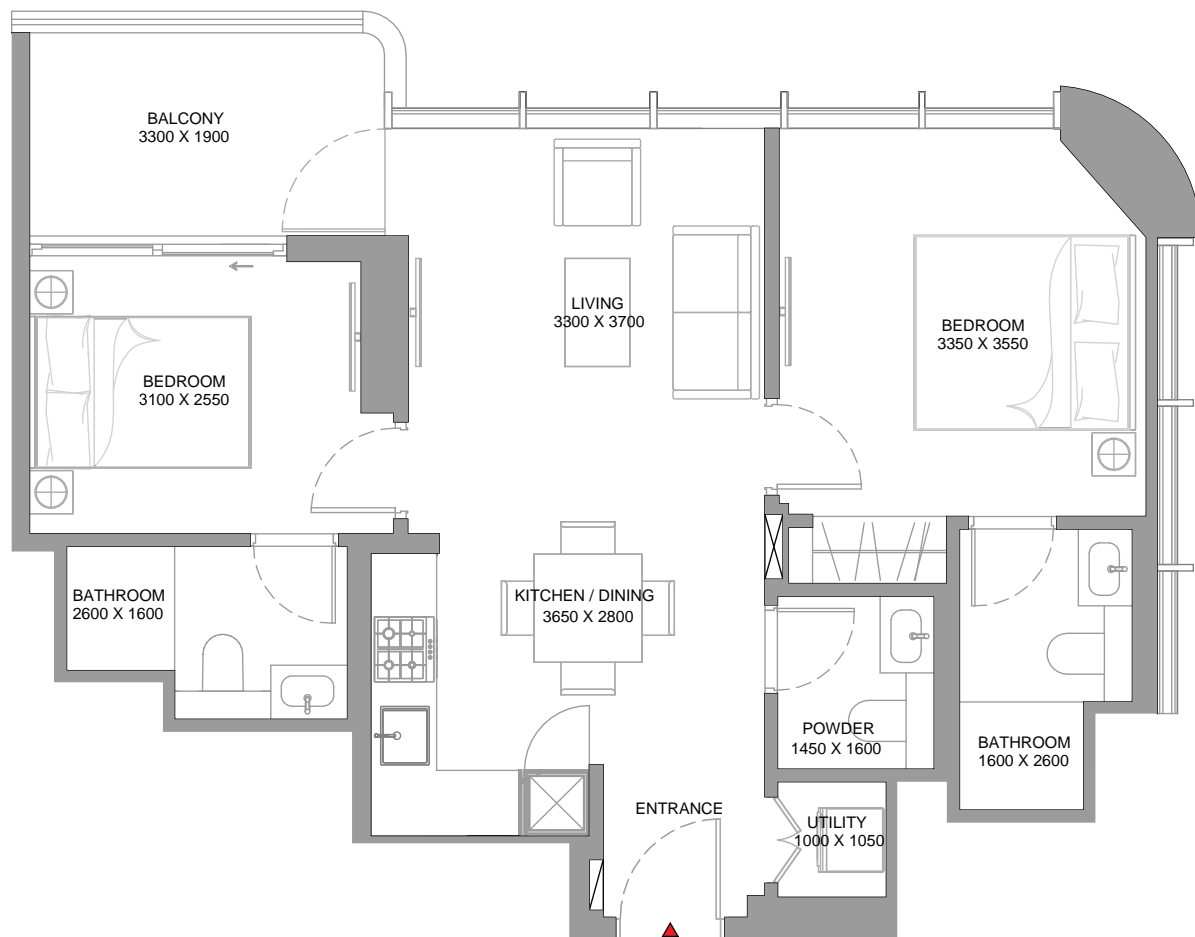 BALCONY
3300 X 1900
LIVING
3300 X 3700
BEDROOM
3350 X 3550
BEDROOM
3100 X 2550
BATHROOM
2600 X 1600
KITCHEN / DINING
3650 X 2800
POWDER
1450 X 1600
BATHROOM
1600 X 2600
ENTRANCE
UTILITY
1000 X 1050